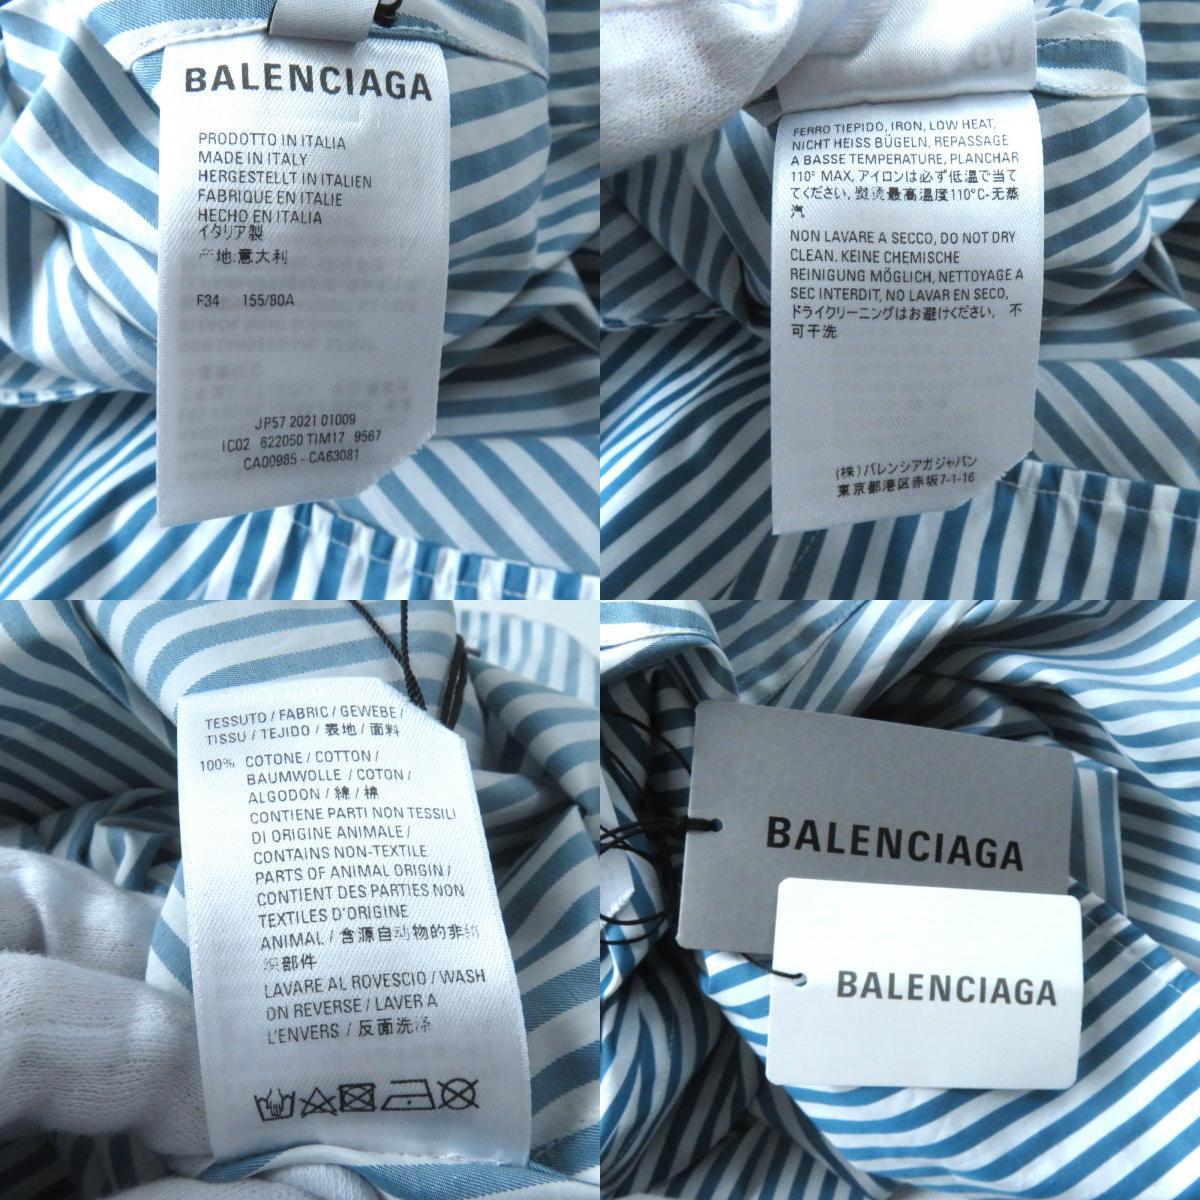 BALENCIAGA
PRODOTTO IN ITALIA
MADE IN ITALY
HERGESTELLT IN ITALIEN
FABRIQUE EN ITALIE
HECHO EN ITALIA
イタリア製
产地:意大利
F34 155/80A
JP57 2021 01009
IC02 622050 TIM17 9567
CA00985 - CA63081
FERRO TIEPIDO, IRON, LOW HEAT,
NICHT HEISS BÜGELN, REPASSAGE
A BASSE TEMPERATURE, PLANCHAR
110° MAX, アイロンは必ず低温で当て
てください, 熨烫最高温度110°C-无蒸
汽
NON LAVARE A SECCO, DO NOT DRY
CLEAN. KEINE CHEMISCHE
REINIGUNG MÖGLICH, NETTOYAGE A
SEC INTERDIT, NO LAVAR EN SECO,
ドライクリーニングはお避けください, 不
可干洗
(株)バレンシアガジャパン
東京都港区赤坂7-1-16
TESSUTO / FABRIC / GEWEBE /
TISSU / TEJIDO / 表地 / 面料
100% COTONE / COTTON /
BAUMWOLLE / COTON /
ALGODON / 綿 / 棉
CONTIENE PARTI NON TESSILI
DI ORIGINE ANIMALE /
CONTAINS NON-TEXTILE
PARTS OF ANIMAL ORIGIN /
CONTIENT DES PARTIES NON
TEXTILES D'ORIGINE
ANIMAL / 含源自动物的非纺
织部件
LAVARE AL ROVESCIO / WASH
ON REVERSE / LAVER A
L'ENVERS / 反面洗涤
BALENCIAGA
BALENCIAGA